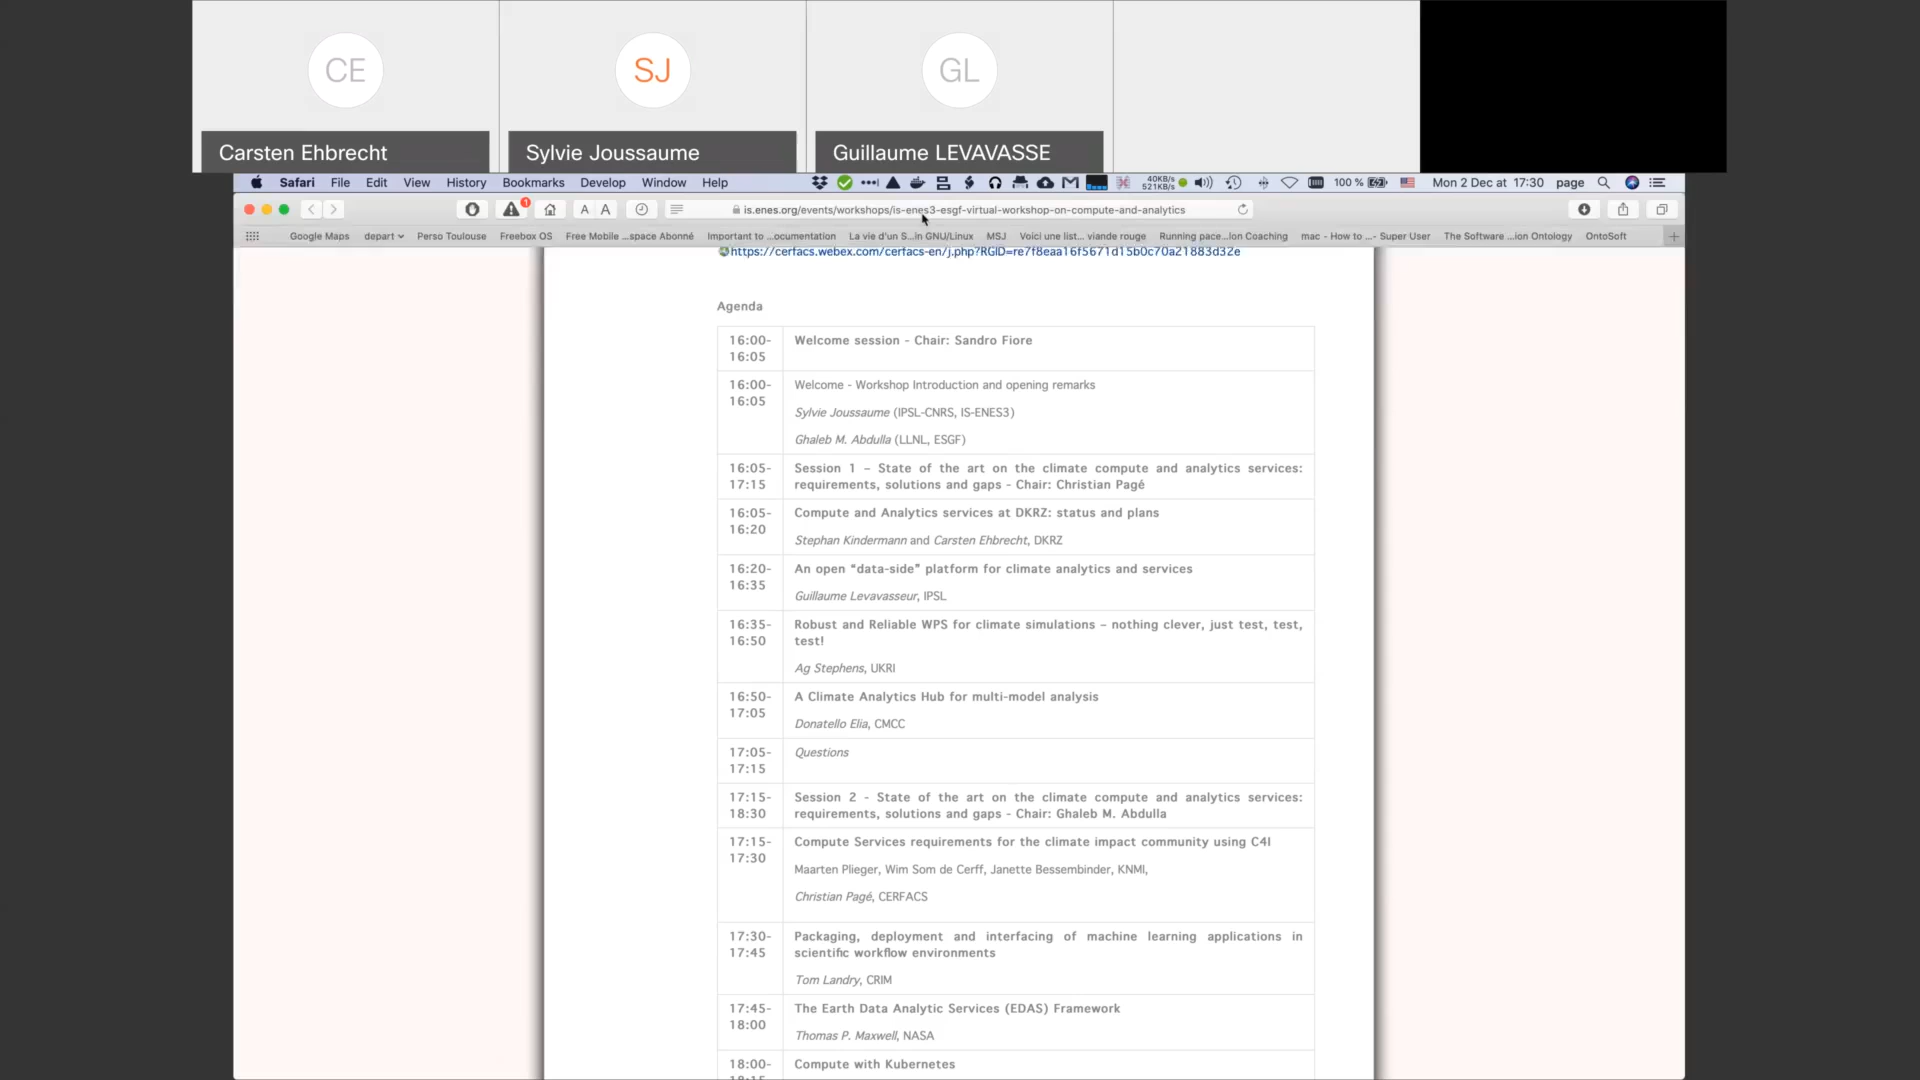 CE
SJ
GL
Carsten Ehbrecht
Sylvie Joussaume
Guillaume LEVAVASSE
Safari File Edit View History Bookmarks Develop Window Help
40KB/s
521KB/s
100 %
Mon 2 Dec at 17:30 page
1
A A
is.enes.org/events/workshops/is-enes3-esgf-virtual-workshop-on-compute-and-analytics
Google Maps depart Perso Toulouse Freebox OS Free Mobile ...space Abonné Important to ...ocumentation La vie d'un S...in GNU/Linux MSJ Voici une list... viande rouge Running pace...lon Coaching mac - How to ...- Super User The Software ...ion Ontology OntoSoft
https://cerfacs.webex.com/cerfacs-en/j.php?RGID=re7f8eaa16f5671d15b0c70a21883d32e
Agenda
16:00-
16:05
Welcome session - Chair: Sandro Fiore
16:00-
16:05
Welcome - Workshop Introduction and opening remarks
Sylvie Joussaume (IPSL-CNRS, IS-ENES3)
Ghaleb M. Abdulla (LLNL, ESGF)
16:05-
17:15
Session 1 – State of the art on the climate compute and analytics services:
requirements, solutions and gaps - Chair: Christian Pagé
16:05-
16:20
Compute and Analytics services at DKRZ: status and plans
Stephan Kindermann and Carsten Ehbrecht, DKRZ
16:20-
16:35
An open “data-side” platform for climate analytics and services
Guillaume Levavasseur, IPSL
16:35-
16:50
Robust and Reliable WPS for climate simulations – nothing clever, just test, test,
test!
Ag Stephens, UKRI
16:50-
17:05
A Climate Analytics Hub for multi-model analysis
Donatello Elia, CMCC
17:05-
17:15
Questions
17:15-
18:30
Session 2 - State of the art on the climate compute and analytics services:
requirements, solutions and gaps - Chair: Ghaleb M. Abdulla
17:15-
17:30
Compute Services requirements for the climate impact community using C4I
Maarten Plieger, Wim Som de Cerff, Janette Bessembinder, KNMI,
Christian Pagé, CERFACS
17:30-
17:45
Packaging, deployment and interfacing of machine learning applications in
scientific workflow environments
Tom Landry, CRIM
17:45-
18:00
The Earth Data Analytic Services (EDAS) Framework
Thomas P. Maxwell, NASA
18:00-
Compute with Kubernetes